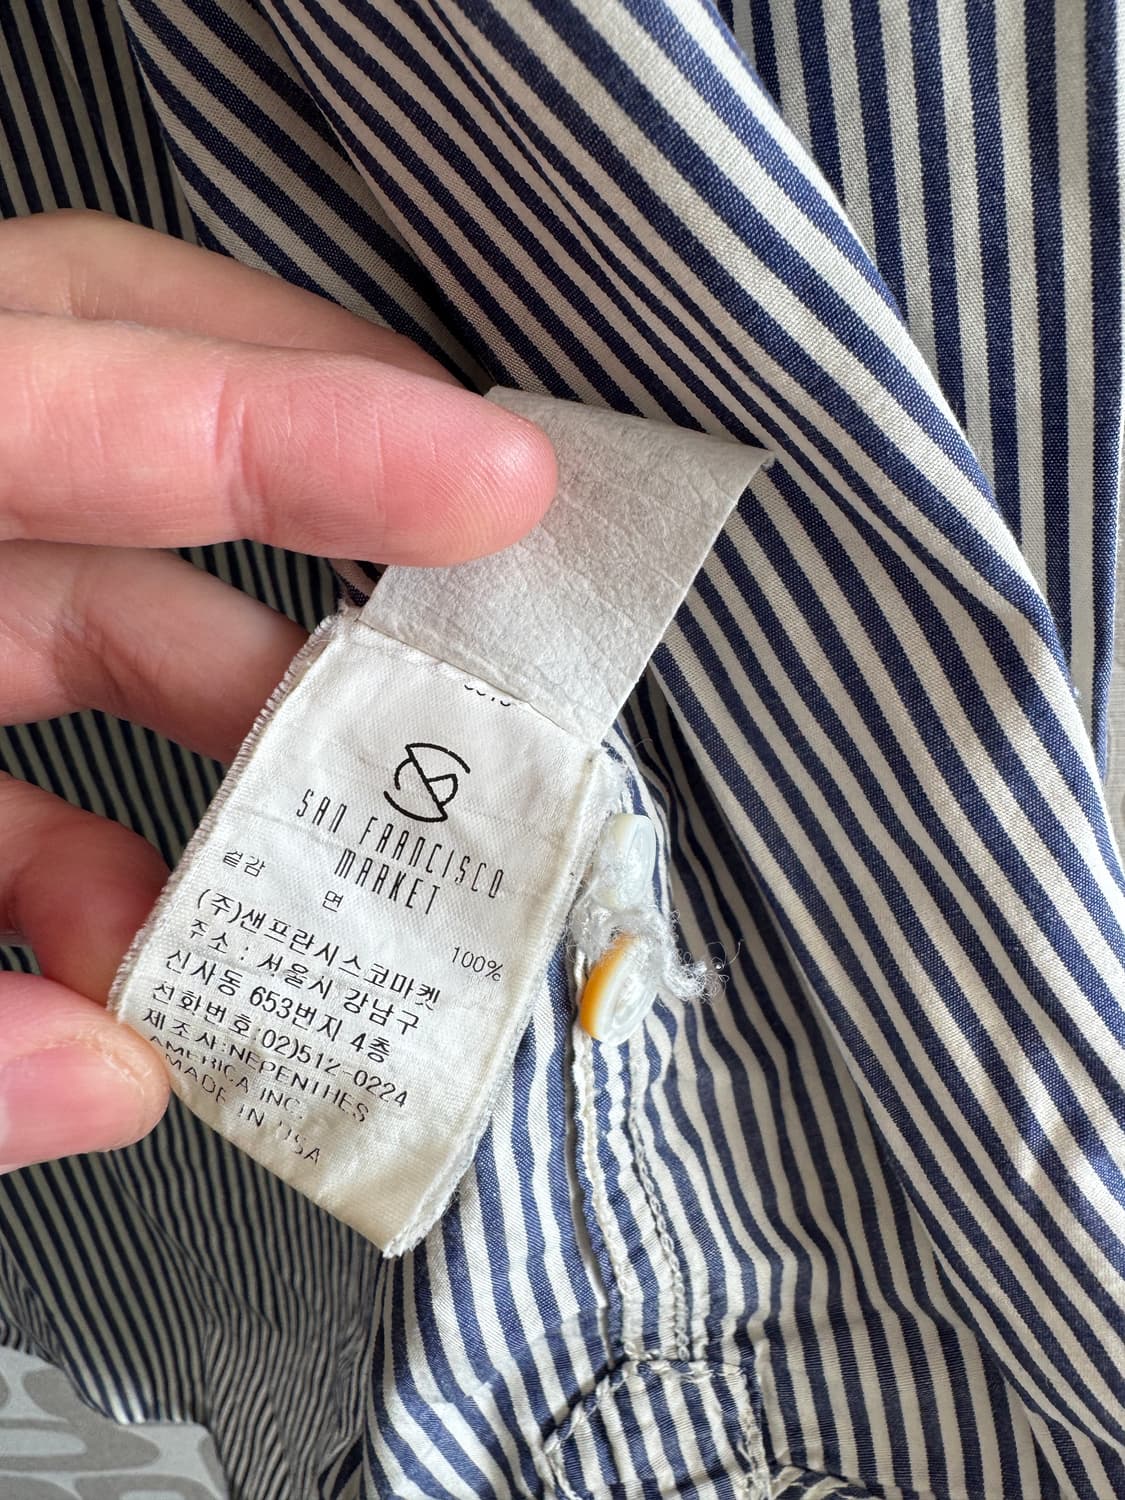 SAN FRANCISCO
MARKET
겉감 면 100%
(주)샌프란시스코마켓
주소 : 서울시 강남구
신사동 653번지 4층
전화번호:02)512-0224
제조사:NEPENTHES
AMERICA INC.
MADE IN USA